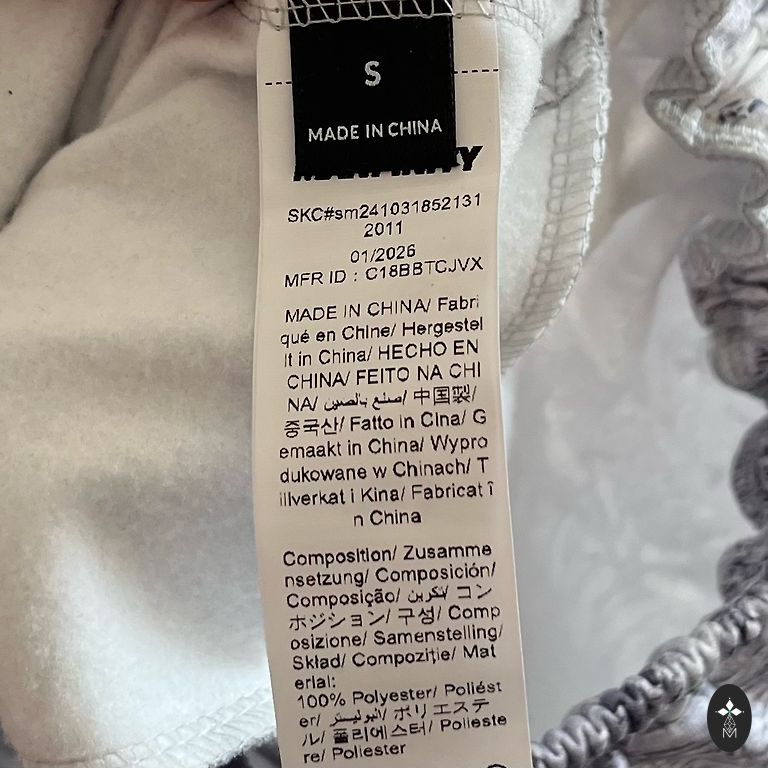 S
MADE IN CHINA
SKC#sm241031852131
2011
01/2026
MFR ID : C18BBTCJVX
MADE IN CHINA/ Fabri
qué en Chine/ Hergestel
lt in China/ HECHO EN
CHINA/ FEITO NA CHI
NA/ صنع بالصين/ 中国製/
중국산/ Fatto in Cina/ G
emaakt in China/ Wypro
dukowane w Chinach/ T
illverkat i Kina/ Fabricat î
n China
Composition/ Zusamme
nsetzung/ Composición/
Composição/ تكوين/ コン
ポジション/ 구성/ Comp
osizione/ Samenstelling/
Skład/ Compoziție/ Mat
erial:
100% Polyester/ Poliést
er/ البوليستر/ ポリエステ
ル/ 폴리에스터/ Polieste
re/ Poliester
M